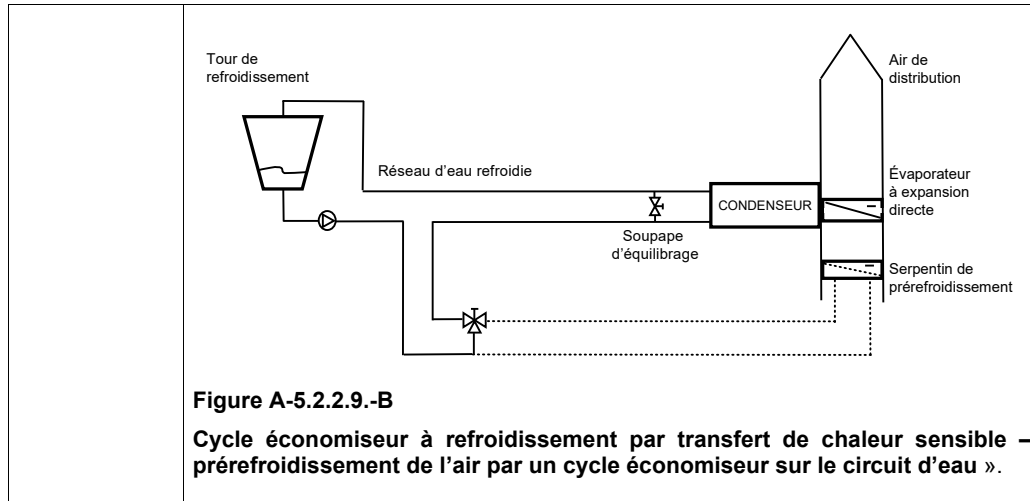 Tour de
refroidissement
Air de
distribution
Réseau d'eau refroidie
Évaporateur
à expansion
directe
CONDENSEUR
Soupape
d'équilibrage
Serpentin de
prérefroidissement
Figure A-5.2.2.9.-B
Cycle économiseur à refroidissement par transfert de chaleur sensible –
prérefroidissement de l'air par un cycle économiseur sur le circuit d'eau ».